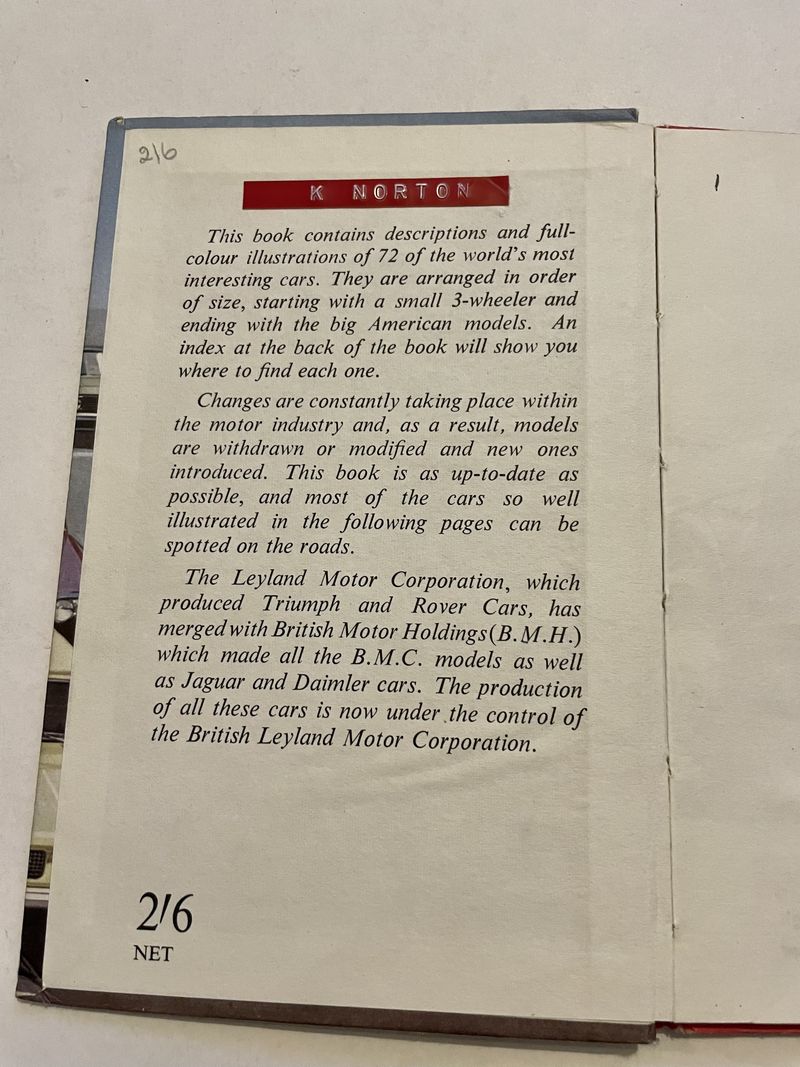 2/6
K NORTON
This book contains descriptions and full-
colour illustrations of 72 of the world's most
interesting cars. They are arranged in order
of size, starting with a small 3-wheeler and
ending with the big American models. An
index at the back of the book will show you
where to find each one.
Changes are constantly taking place within
the motor industry and, as a result, models
are withdrawn or modified and new ones
introduced. This book is as up-to-date as
possible, and most of the cars so well
illustrated in the following pages can be
spotted on the roads.
The Leyland Motor Corporation, which
produced Triumph and Rover Cars, has
merged with British Motor Holdings (B.M.H.)
which made all the B.M.C. models as well
as Jaguar and Daimler cars. The production
of all these cars is now under the control of
the British Leyland Motor Corporation.
2/6
NET